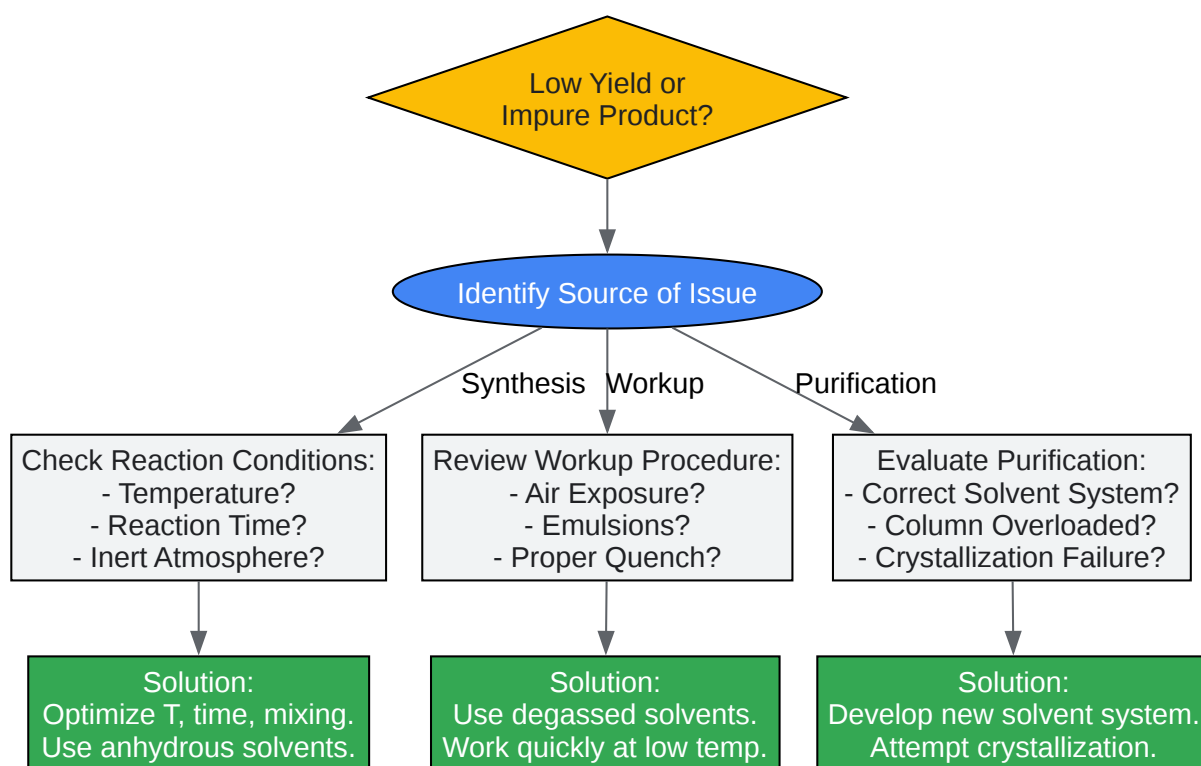 Low Yield or
Impure Product?
Identify Source of Issue
Synthesis
Workup
Purification
Check Reaction Conditions:
- Temperature?
- Reaction Time?
- Inert Atmosphere?
Review Workup Procedure:
- Air Exposure?
- Emulsions?
- Proper Quench?
Evaluate Purification:
- Correct Solvent System?
- Column Overloaded?
- Crystallization Failure?
Solution:
Optimize T, time, mixing.
Use anhydrous solvents.
Solution:
Use degassed solvents.
Work quickly at low temp.
Solution:
Develop new solvent system.
Attempt crystallization.